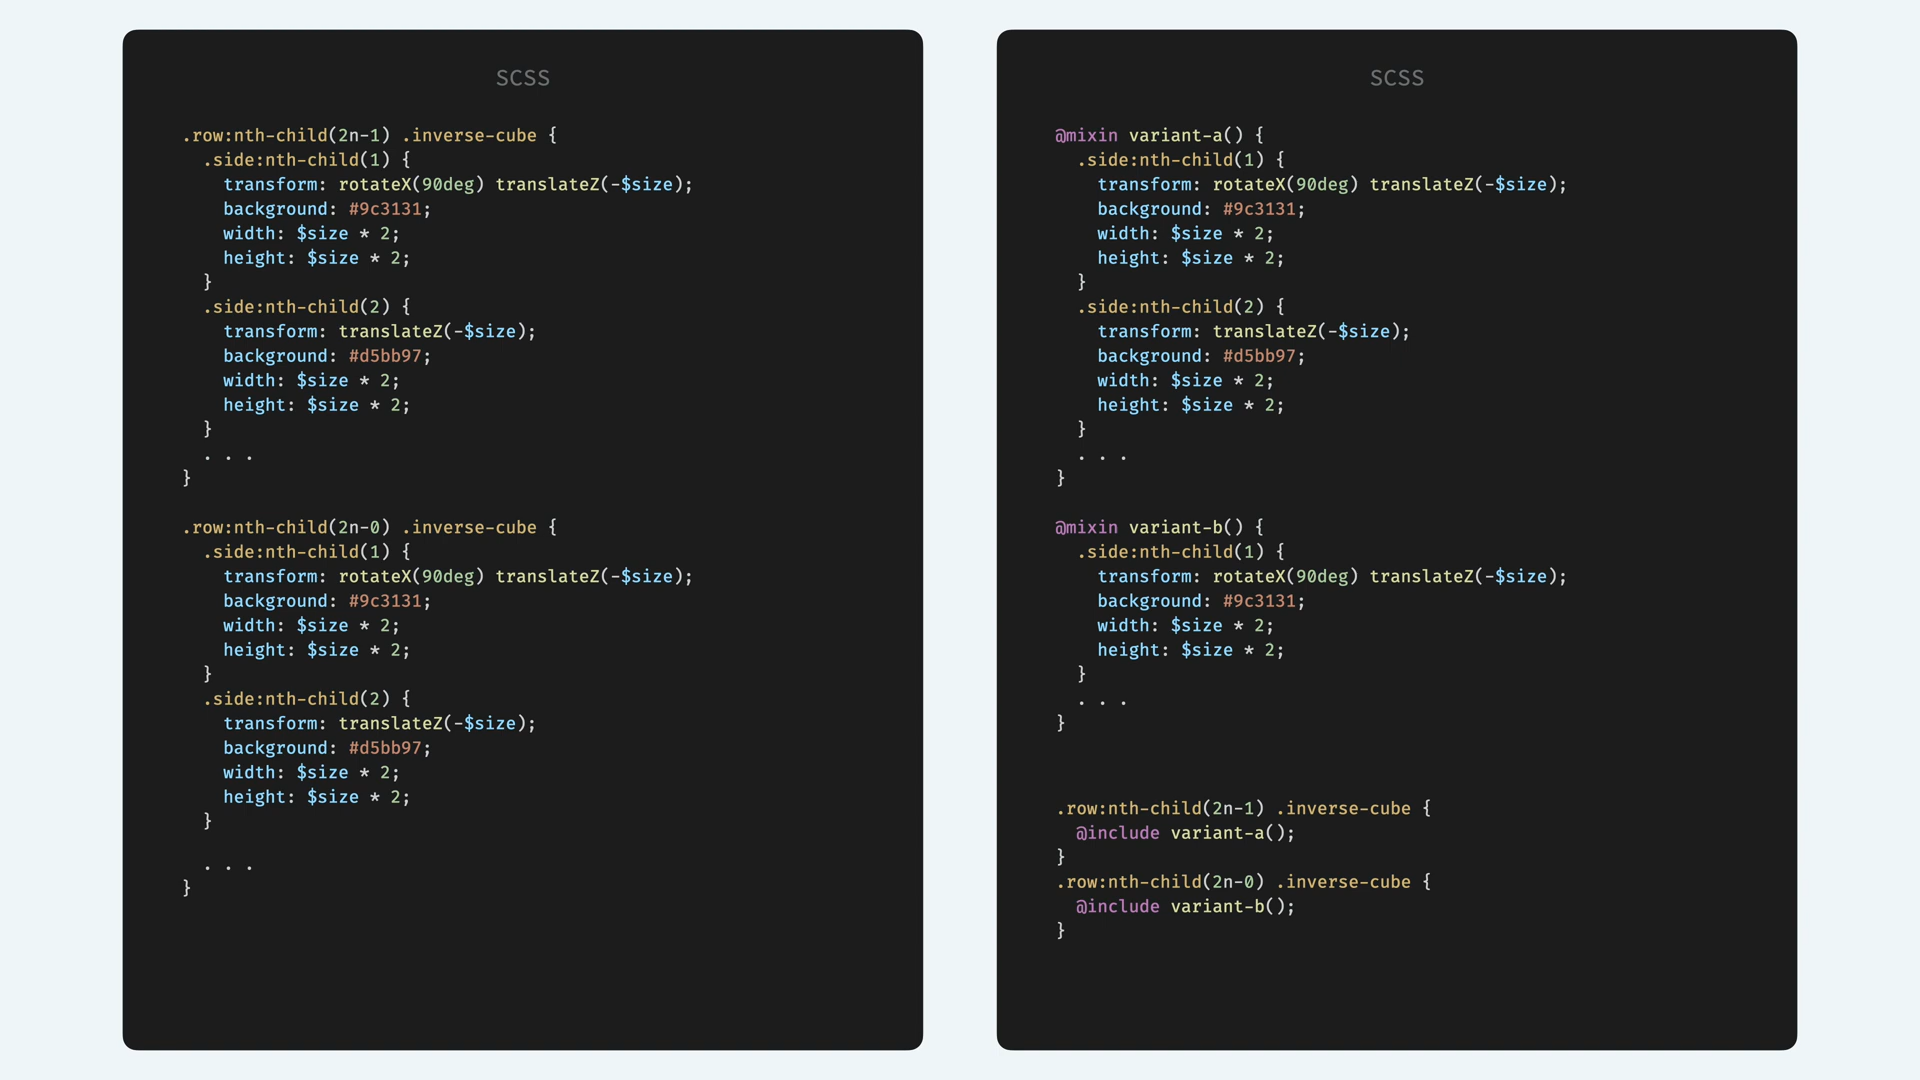 SCSS
.row:nth-child(2n-1) .inverse-cube {
  .side:nth-child(1) {
    transform: rotateX(90deg) translateZ(-$size);
    background: #9c3131;
    width: $size * 2;
    height: $size * 2;
  }
  .side:nth-child(2) {
    transform: translateZ(-$size);
    background: #d5bb97;
    width: $size * 2;
    height: $size * 2;
  }
  . . .
}
.row:nth-child(2n-0) .inverse-cube {
  .side:nth-child(1) {
    transform: rotateX(90deg) translateZ(-$size);
    background: #9c3131;
    width: $size * 2;
    height: $size * 2;
  }
  .side:nth-child(2) {
    transform: translateZ(-$size);
    background: #d5bb97;
    width: $size * 2;
    height: $size * 2;
  }
  . . .
}
SCSS
@mixin variant-a() {
  .side:nth-child(1) {
    transform: rotateX(90deg) translateZ(-$size);
    background: #9c3131;
    width: $size * 2;
    height: $size * 2;
  }
  .side:nth-child(2) {
    transform: translateZ(-$size);
    background: #d5bb97;
    width: $size * 2;
    height: $size * 2;
  }
  . . .
}
@mixin variant-b() {
  .side:nth-child(1) {
    transform: rotateX(90deg) translateZ(-$size);
    background: #9c3131;
    width: $size * 2;
    height: $size * 2;
  }
  . . .
}
.row:nth-child(2n-1) .inverse-cube {
  @include variant-a();
}
.row:nth-child(2n-0) .inverse-cube {
  @include variant-b();
}